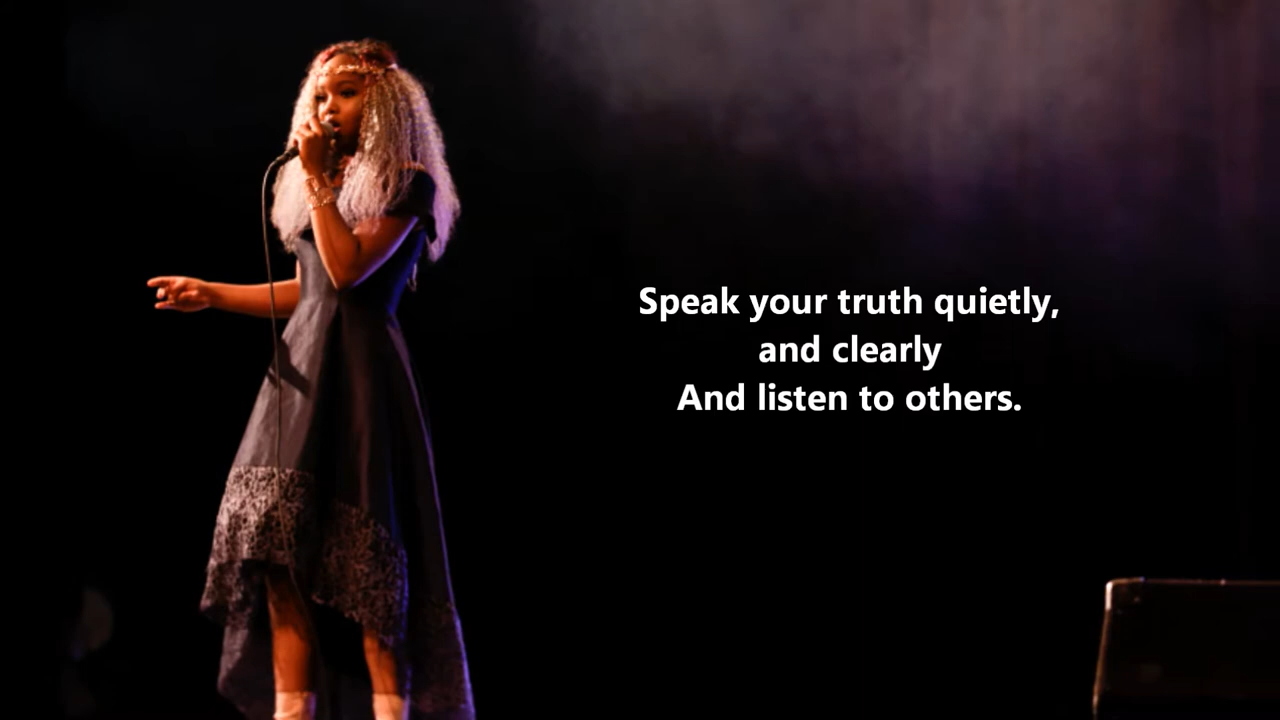 Speak your truth quietly,
and clearly
And listen to others.